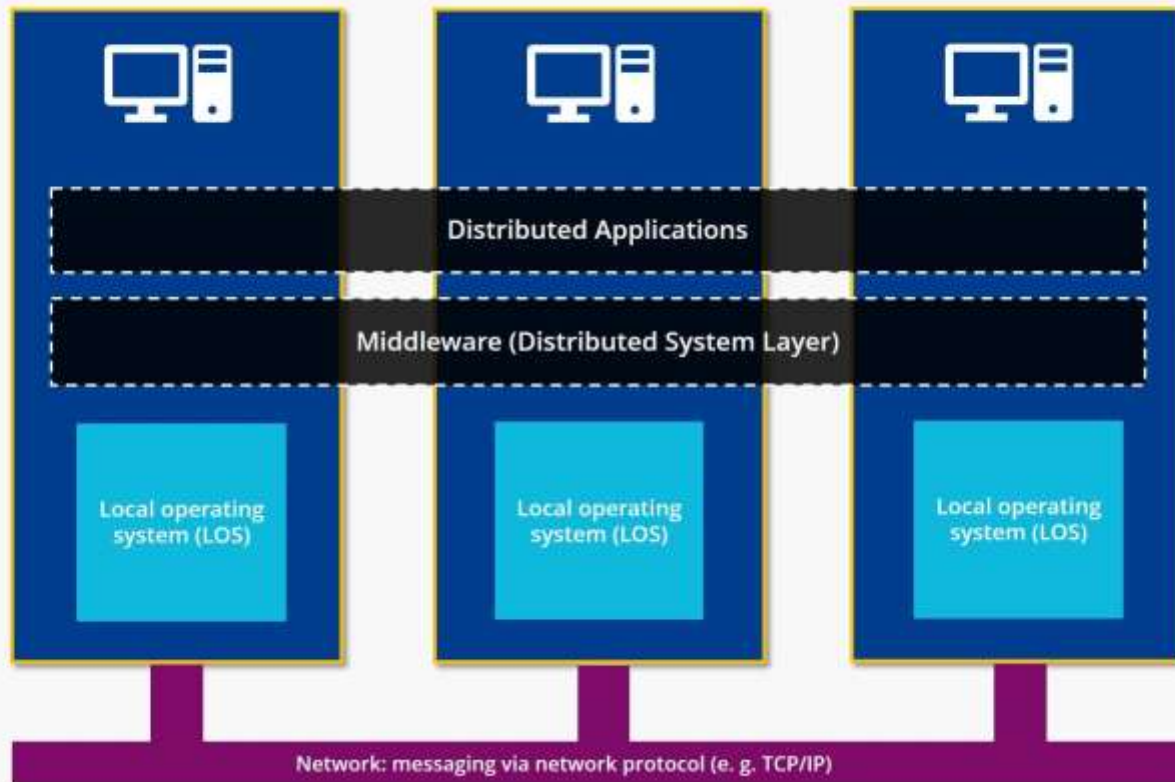 Distributed Applications
Middleware (Distributed System Layer)
Local operating
system (LOS)
Local operating
system (LOS)
Local operating
system (LOS)
Network: messaging via network protocol (e. g. TCP/IP)